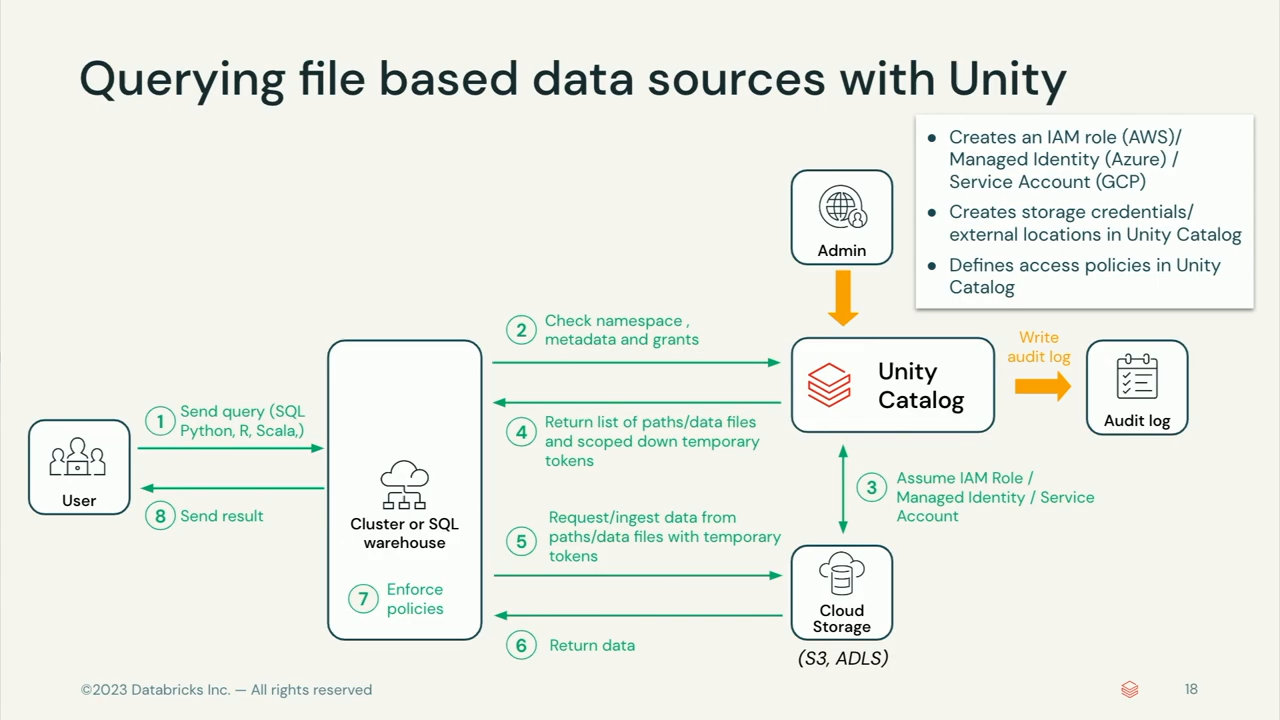 Querying file based data sources with Unity
● Creates an IAM role (AWS)/
Managed Identity (Azure) /
Service Account (GCP)
● Creates storage credentials/
external locations in Unity Catalog
● Defines access policies in Unity
Catalog
Admin
2 Check namespace ,
metadata and grants
Unity
Catalog
Write
audit log
Audit log
1 Send query (SQL
Python, R, Scala,)
User
8 Send result
4 Return list of paths/data files
and scoped down temporary
tokens
3 Assume IAM Role /
Managed Identity / Service
Account
Cluster or SQL
warehouse
5 Request/ingest data from
paths/data files with temporary
tokens
7 Enforce
policies
Cloud
Storage
6 Return data
(S3, ADLS)
©2023 Databricks Inc. — All rights reserved
18